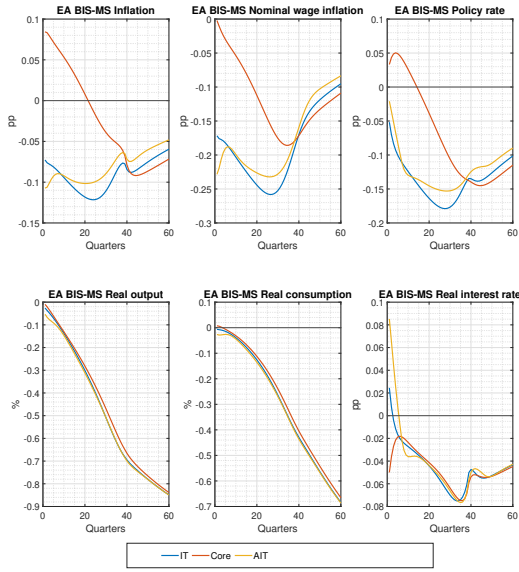 EA BIS-MS Inflation EA BIS-MS Nominal wage inflation EA BIS-MS Policy rate
0.1 0 0.1
0.05 -0.05 0.05
0 -0.1 0
-0.05 -0.15 -0.05
-0.1 -0.2 -0.1
-0.25 -0.15
-0.15 -0.3 -0.2
pp pp
0 20 40 60 0 20 40 60 0 20 40 60
Quarters Quarters Quarters
EA BIS-MS Real output EA BIS-MS Real consumption EA BIS-MS Real interest rate
0 0.1 0.1
-0.1 0 0.08
-0.2 -0.1 0.06
-0.3 -0.2 0.04
-0.4 -0.3 0.02
-0.5 -0.4 0
-0.6 -0.5 -0.02
-0.7 -0.6 -0.04
-0.8 -0.7 -0.06
-0.9 -0.08
% % pp
0 20 40 60 0 20 40 60 0 20 40 60
Quarters Quarters Quarters
IT Core AIT